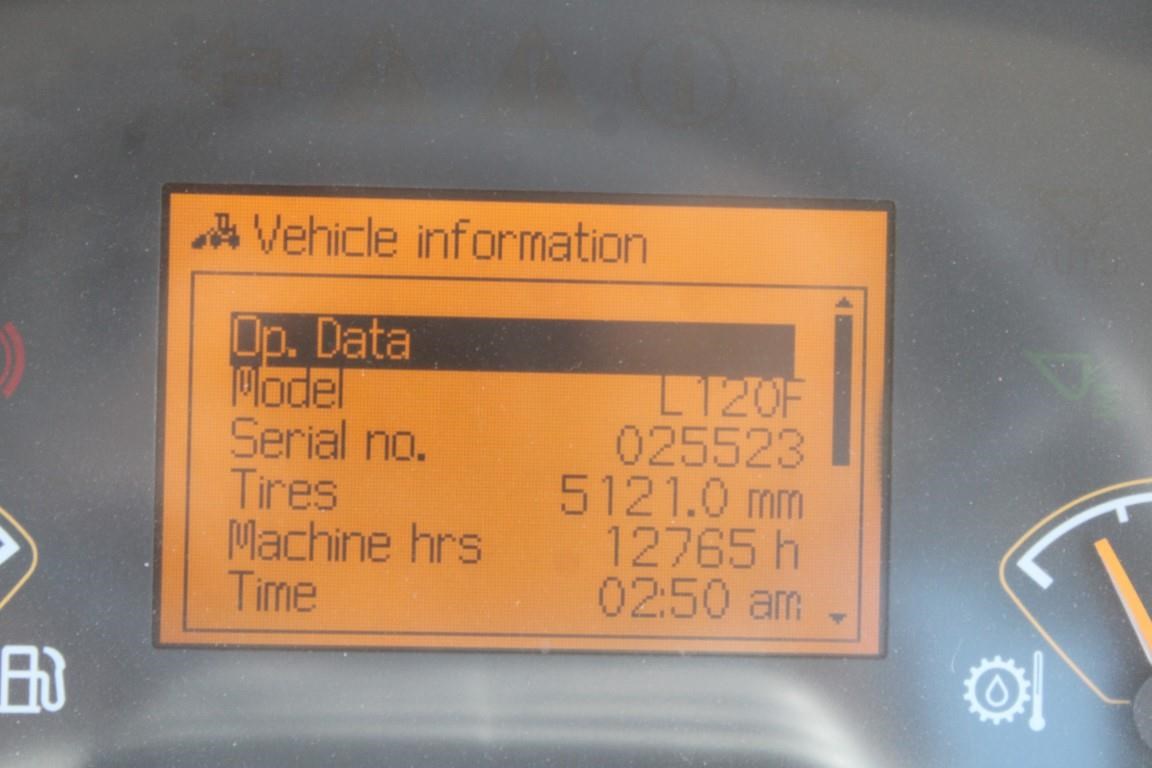 Vehicle information
Op. Data
Model L120F
Serial no. 025523
Tires 5121.0 mm
Machine hrs 12765 h
Time 02:50 am